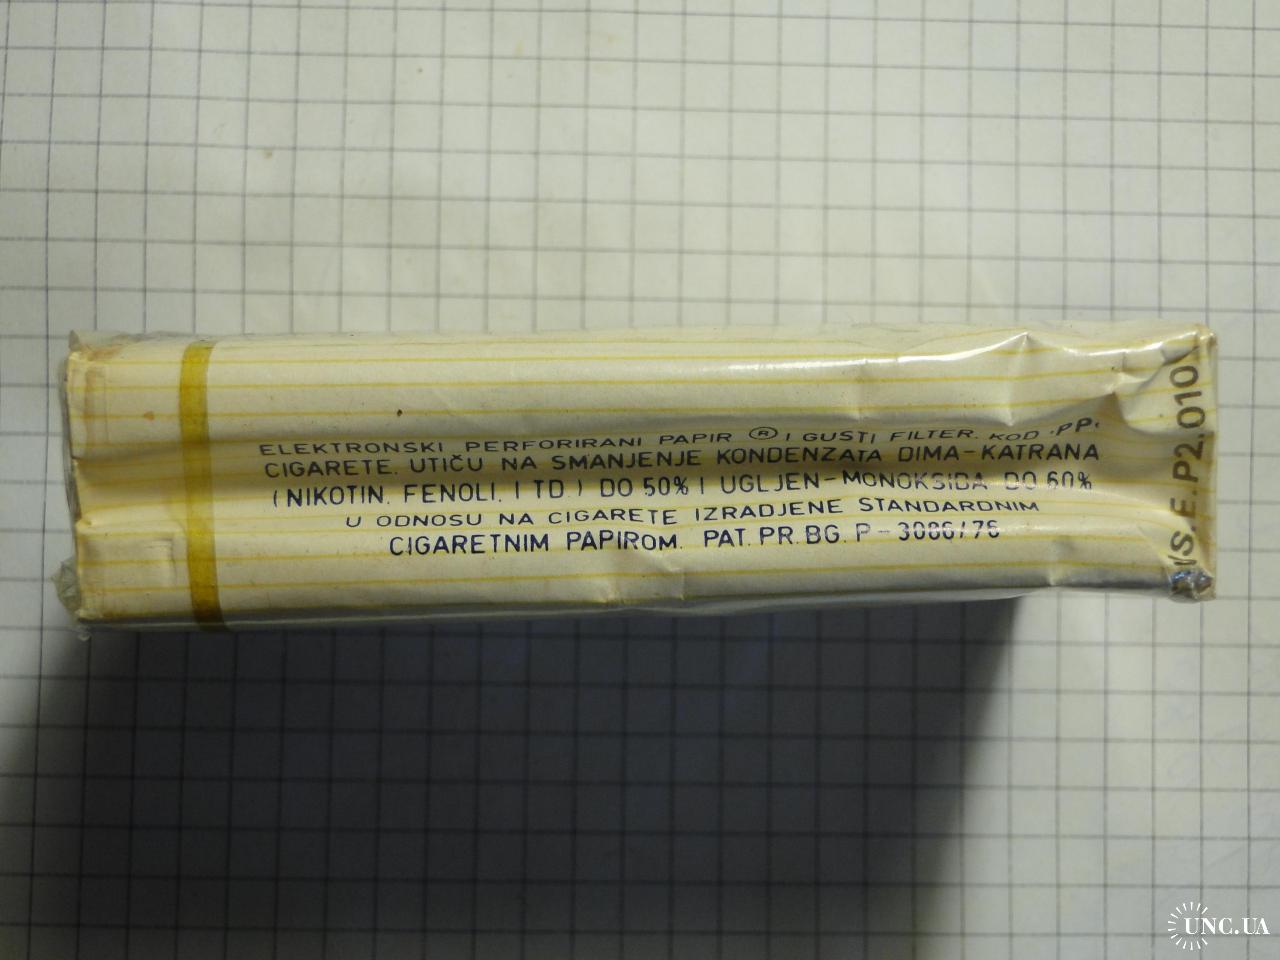 ELEKTRONSKI PERFORIRANI PAPIR ® I GUSTI FILTER. KOD „PP‟
CIGARETE. UTIČU NA SMANJENJE KONDENZATA DIMA-KATRANA
(NIKOTIN. FENOLI. I TD.) DO 50% I UGLJEN-MONOKSIDA DO 60%
U ODNOSU NA CIGARETE IZRADJENE STANDARDNIM
CIGARETNIM PAPIROM. PAT. PR. BG. P-3086/76
S.E.P2.010
UNC.UA